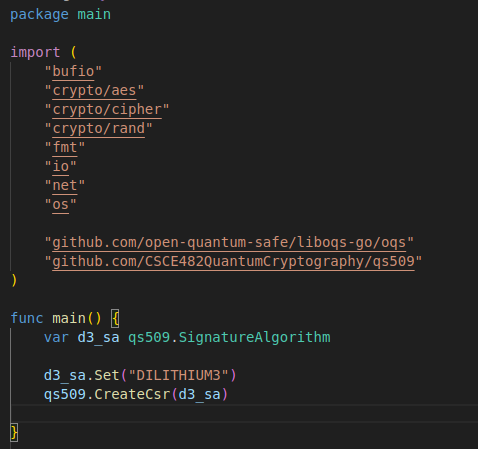 package main
import (
"bufio"
"crypto/aes"
"crypto/cipher"
"crypto/rand"
"fmt"
"io"
"net"
"os"
"github.com/open-quantum-safe/liboqs-go/oqs"
"github.com/CSCE482QuantumCryptography/qs509"
)
func main() {
var d3_sa qs509.SignatureAlgorithm
d3_sa.Set("DILITHIUM3")
qs509.CreateCsr(d3_sa)
}